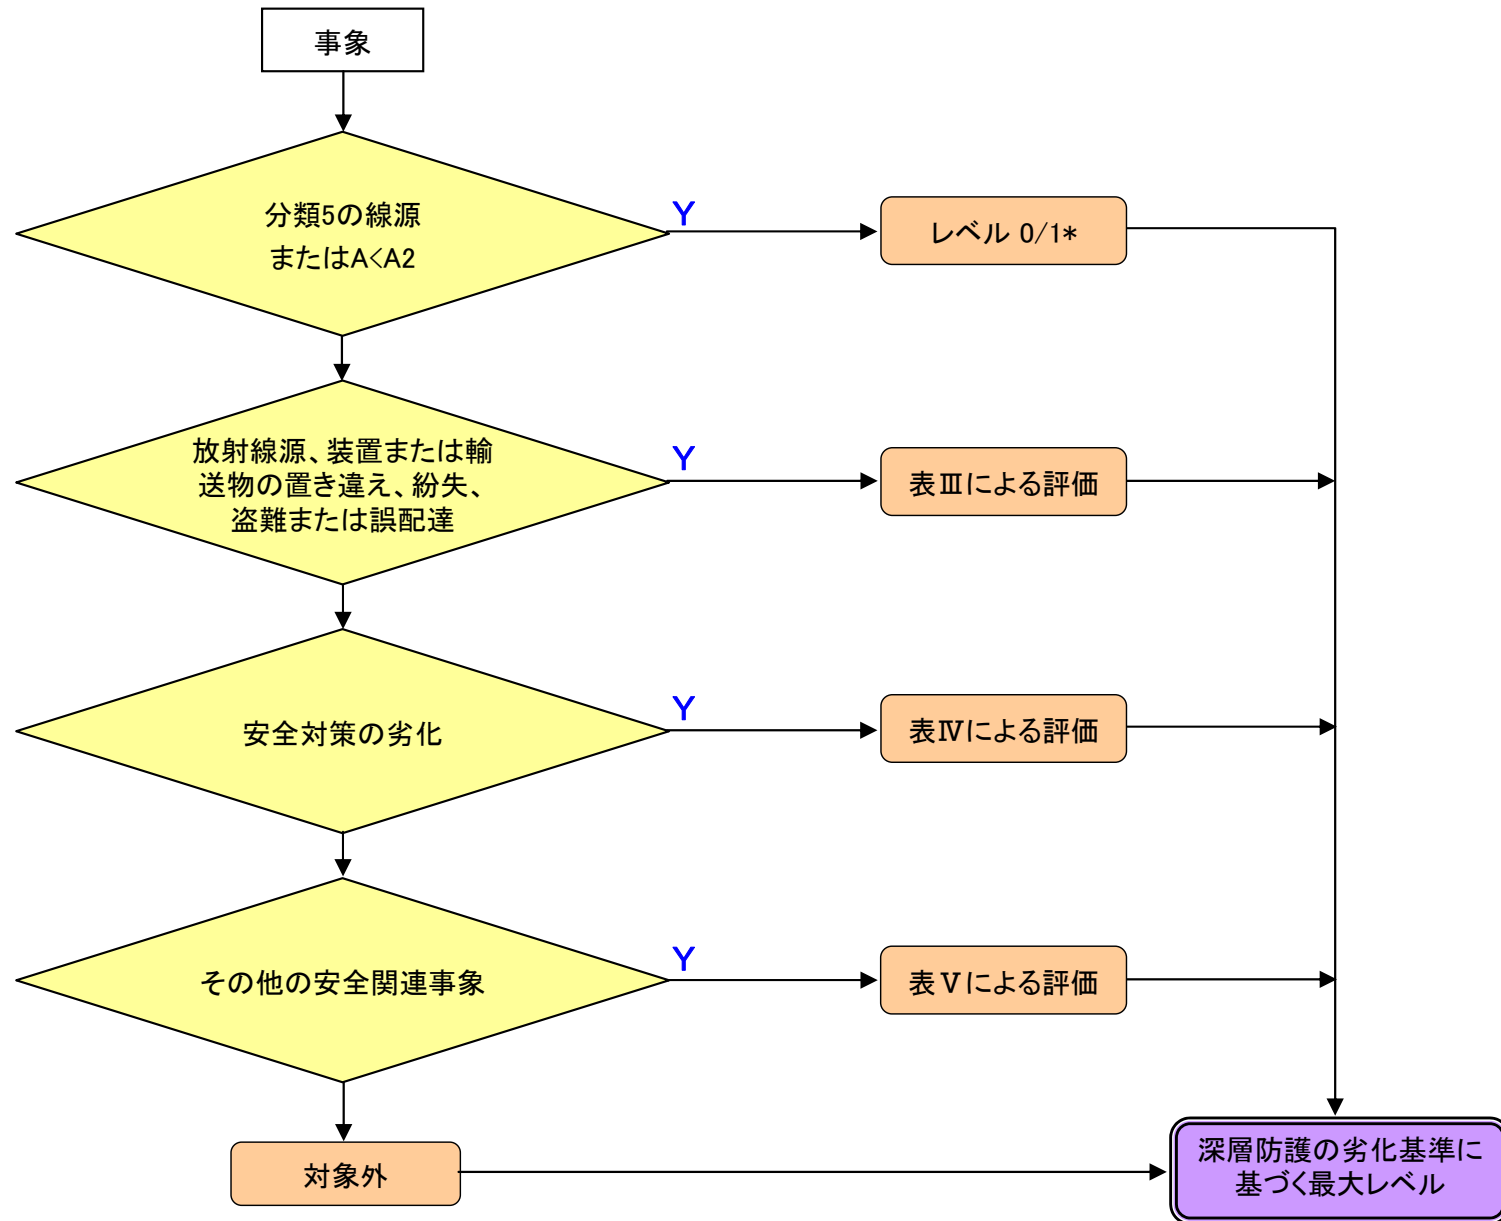 事象
分類5の線源
またはA<A2
Y
レベル 0/1*
放射線源、装置または輸
送物の置き違え、紛失、
盗難または誤配達
Y
表Ⅲによる評価
安全対策の劣化
Y
表Ⅳによる評価
その他の安全関連事象
Y
表Ⅴによる評価
対象外
深層防護の劣化基準に
基づく最大レベル